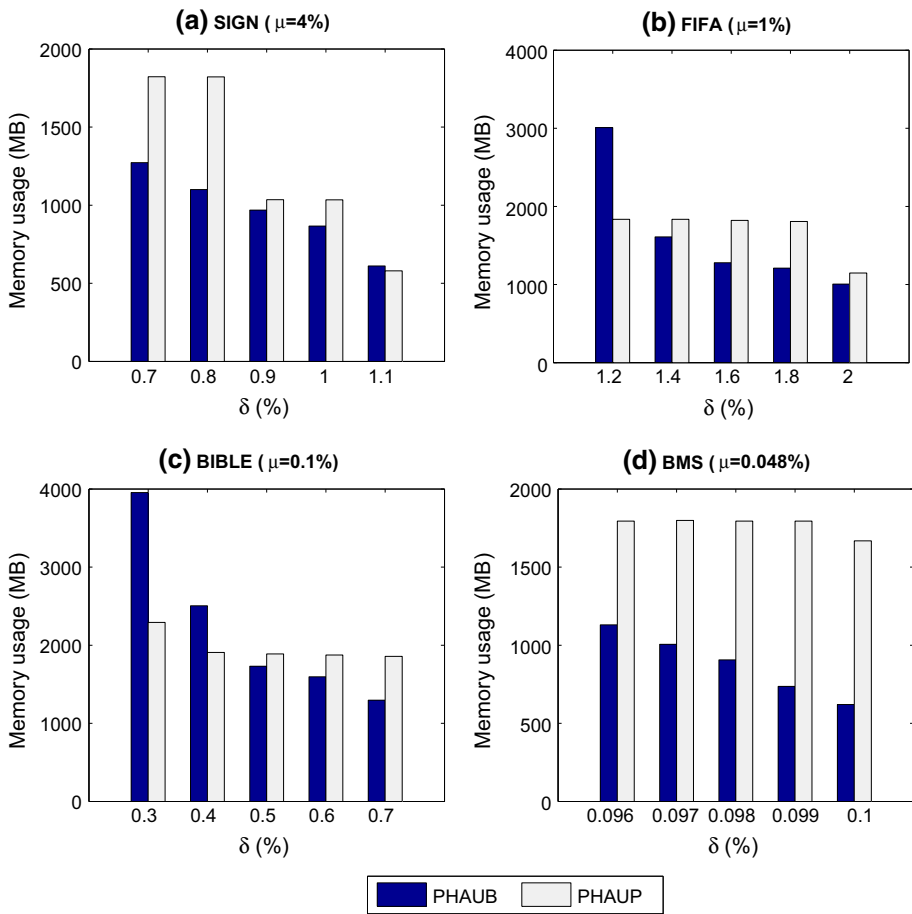 (a) SIGN ( μ=4%)
2000
1500
1000
500
0
Memory usage (MB)
0.7 0.8 0.9 1 1.1
δ (%)
(b) FIFA ( μ=1%)
4000
3000
2000
1000
0
Memory usage (MB)
1.2 1.4 1.6 1.8 2
δ (%)
(c) BIBLE ( μ=0.1%)
4000
3000
2000
1000
0
Memory usage (MB)
0.3 0.4 0.5 0.6 0.7
δ (%)
(d) BMS ( μ=0.048%)
2000
1500
1000
500
0
Memory usage (MB)
0.096 0.097 0.098 0.099 0.1
δ (%)
PHAUB PHAUP